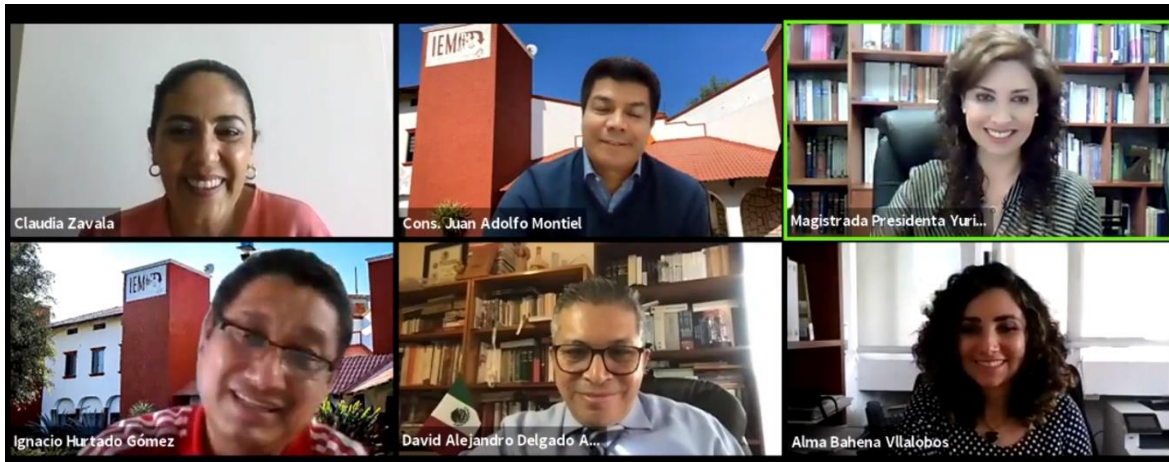 IEM
Claudia Zavala
Cons. Juan Adolfo Montiel
Magistrada Presidenta Yuri...
IEM
Ignacio Hurtado Gómez
David Alejandro Delgado A...
Alma Bahena VIlalobos